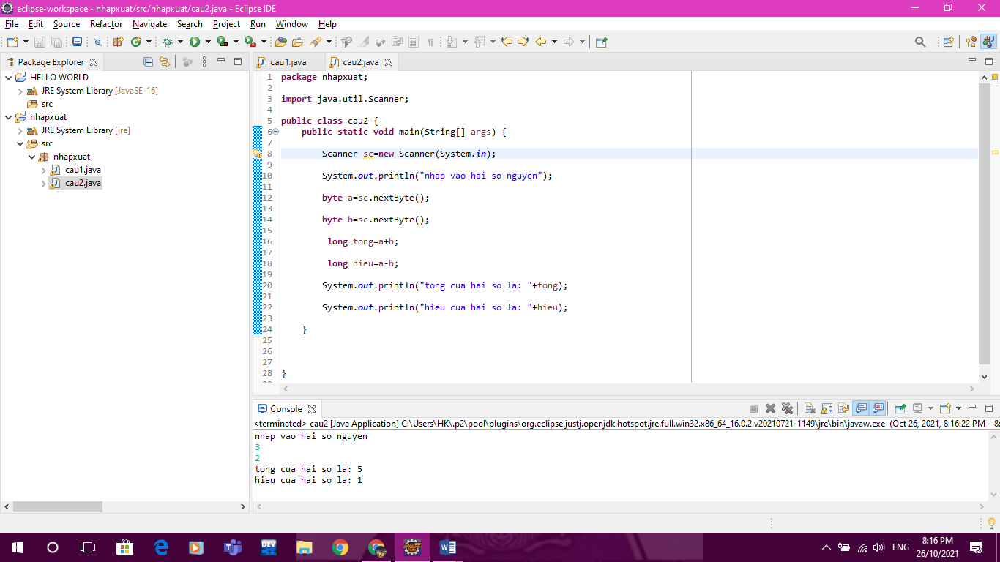 eclipse-workspace - nhapxuat/src/nhapxuat/cau2.java - Eclipse IDE
File Edit Source Refactor Navigate Search Project Run Window Help
Package Explorer
HELLO WORLD
JRE System Library [JavaSE-16]
src
nhapxuat
JRE System Library [jre]
src
nhapxuat
cau1.java
cau2.java
cau1.java cau2.java
1 package nhapxuat;
2
3 import java.util.Scanner;
4
5 public class cau2 {
6 public static void main(String[] args) {
7
8 Scanner sc=new Scanner(System.in);
9
10 System.out.println("nhap vao hai so nguyen");
11
12 byte a=sc.nextByte();
13
14 byte b=sc.nextByte();
15
16 long tong=a+b;
17
18 long hieu=a-b;
19
20 System.out.println("tong cua hai so la: "+tong);
21
22 System.out.println("hieu cua hai so la: "+hieu);
23
24 }
25
26
27
28 }
Console
<terminated> cau2 [Java Application] C:\Users\HK\.p2\pool\plugins\org.eclipse.justj.openjdk.hotspot.jre.full.win32.x86_64_16.0.2.v20210721-1149\jre\bin\javaw.exe (Oct 26, 2021, 8:16:22 PM – 8:
nhap vao hai so nguyen
3
2
tong cua hai so la: 5
hieu cua hai so la: 1
DEV
JAVA EE
IDE
ENG
8:16 PM
26/10/2021